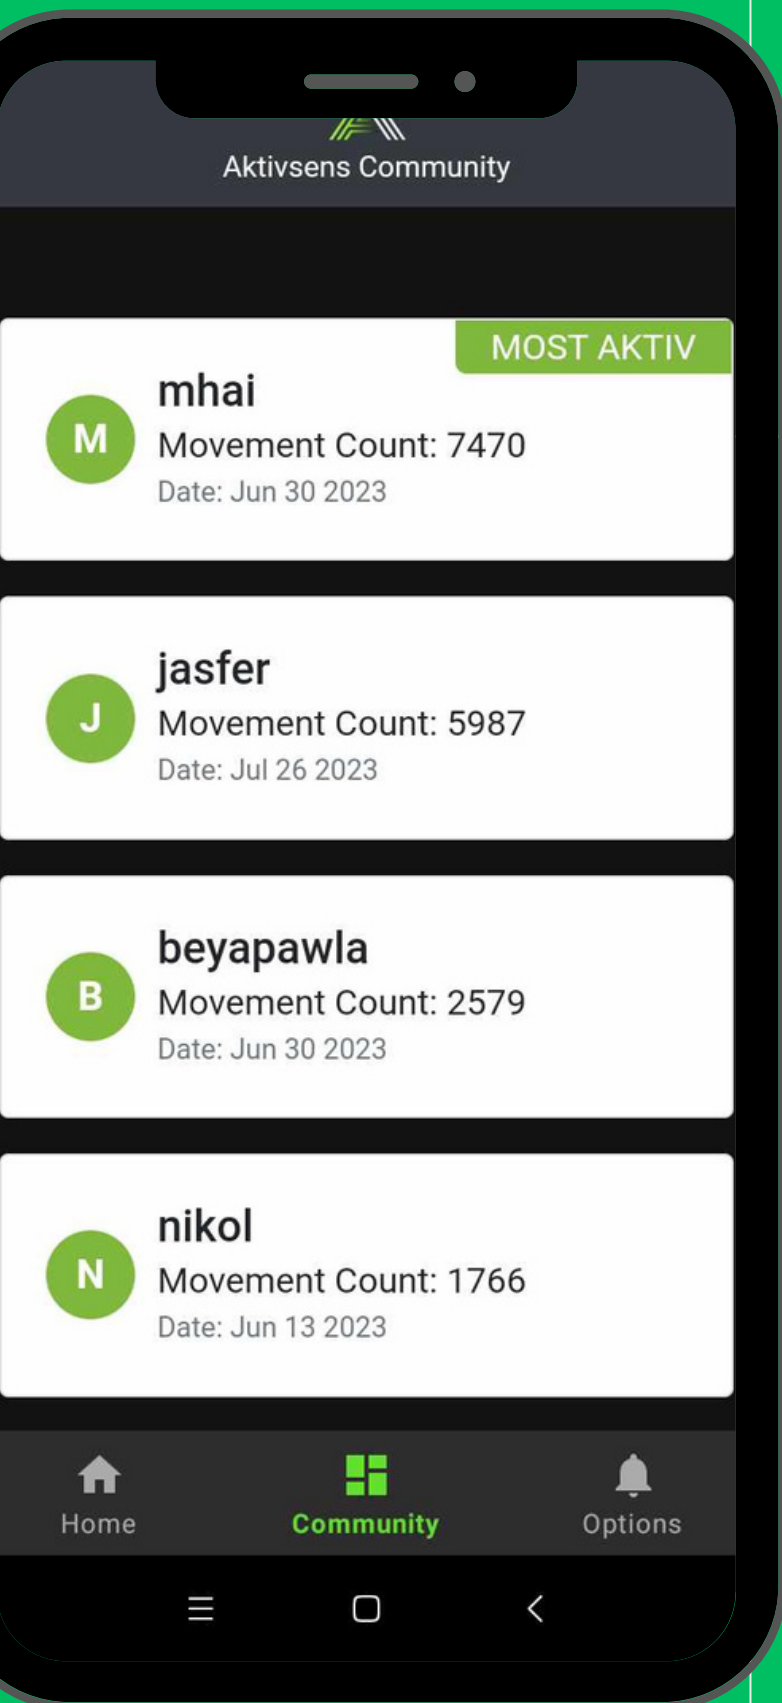 Aktivsens Community
MOST AKTIV
M
mhai
Movement Count: 7470
Date: Jun 30 2023
J
jasfer
Movement Count: 5987
Date: Jul 26 2023
B
beyapawla
Movement Count: 2579
Date: Jun 30 2023
N
nikol
Movement Count: 1766
Date: Jun 13 2023
Home
Community
Options